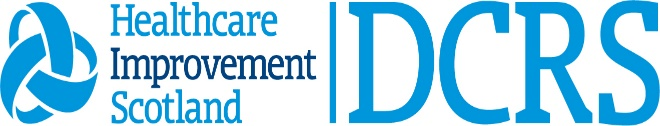 Healthcare
Improvement
Scotland
DCRS